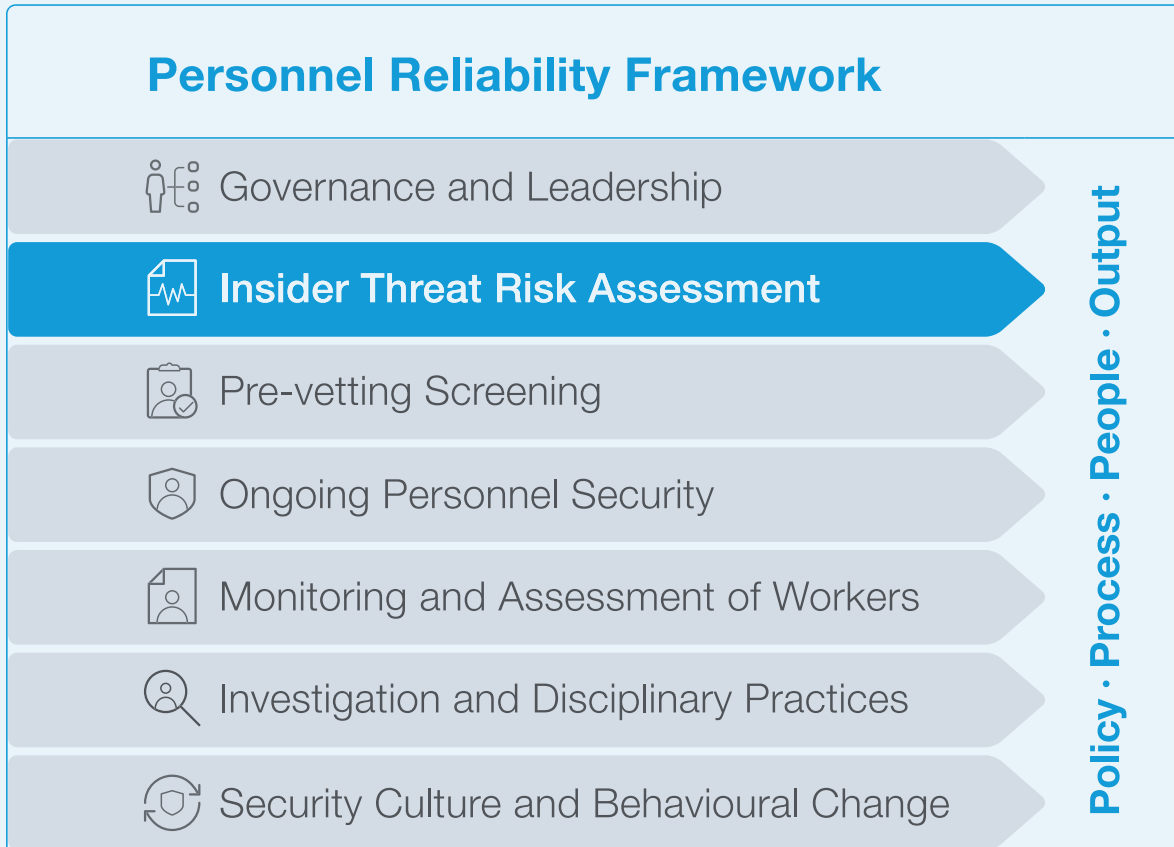 Personnel Reliability Framework
Governance and Leadership
Insider Threat Risk Assessment
Pre-vetting Screening
Ongoing Personnel Security
Monitoring and Assessment of Workers
Investigation and Disciplinary Practices
Security Culture and Behavioural Change
Policy · Process · People · Output